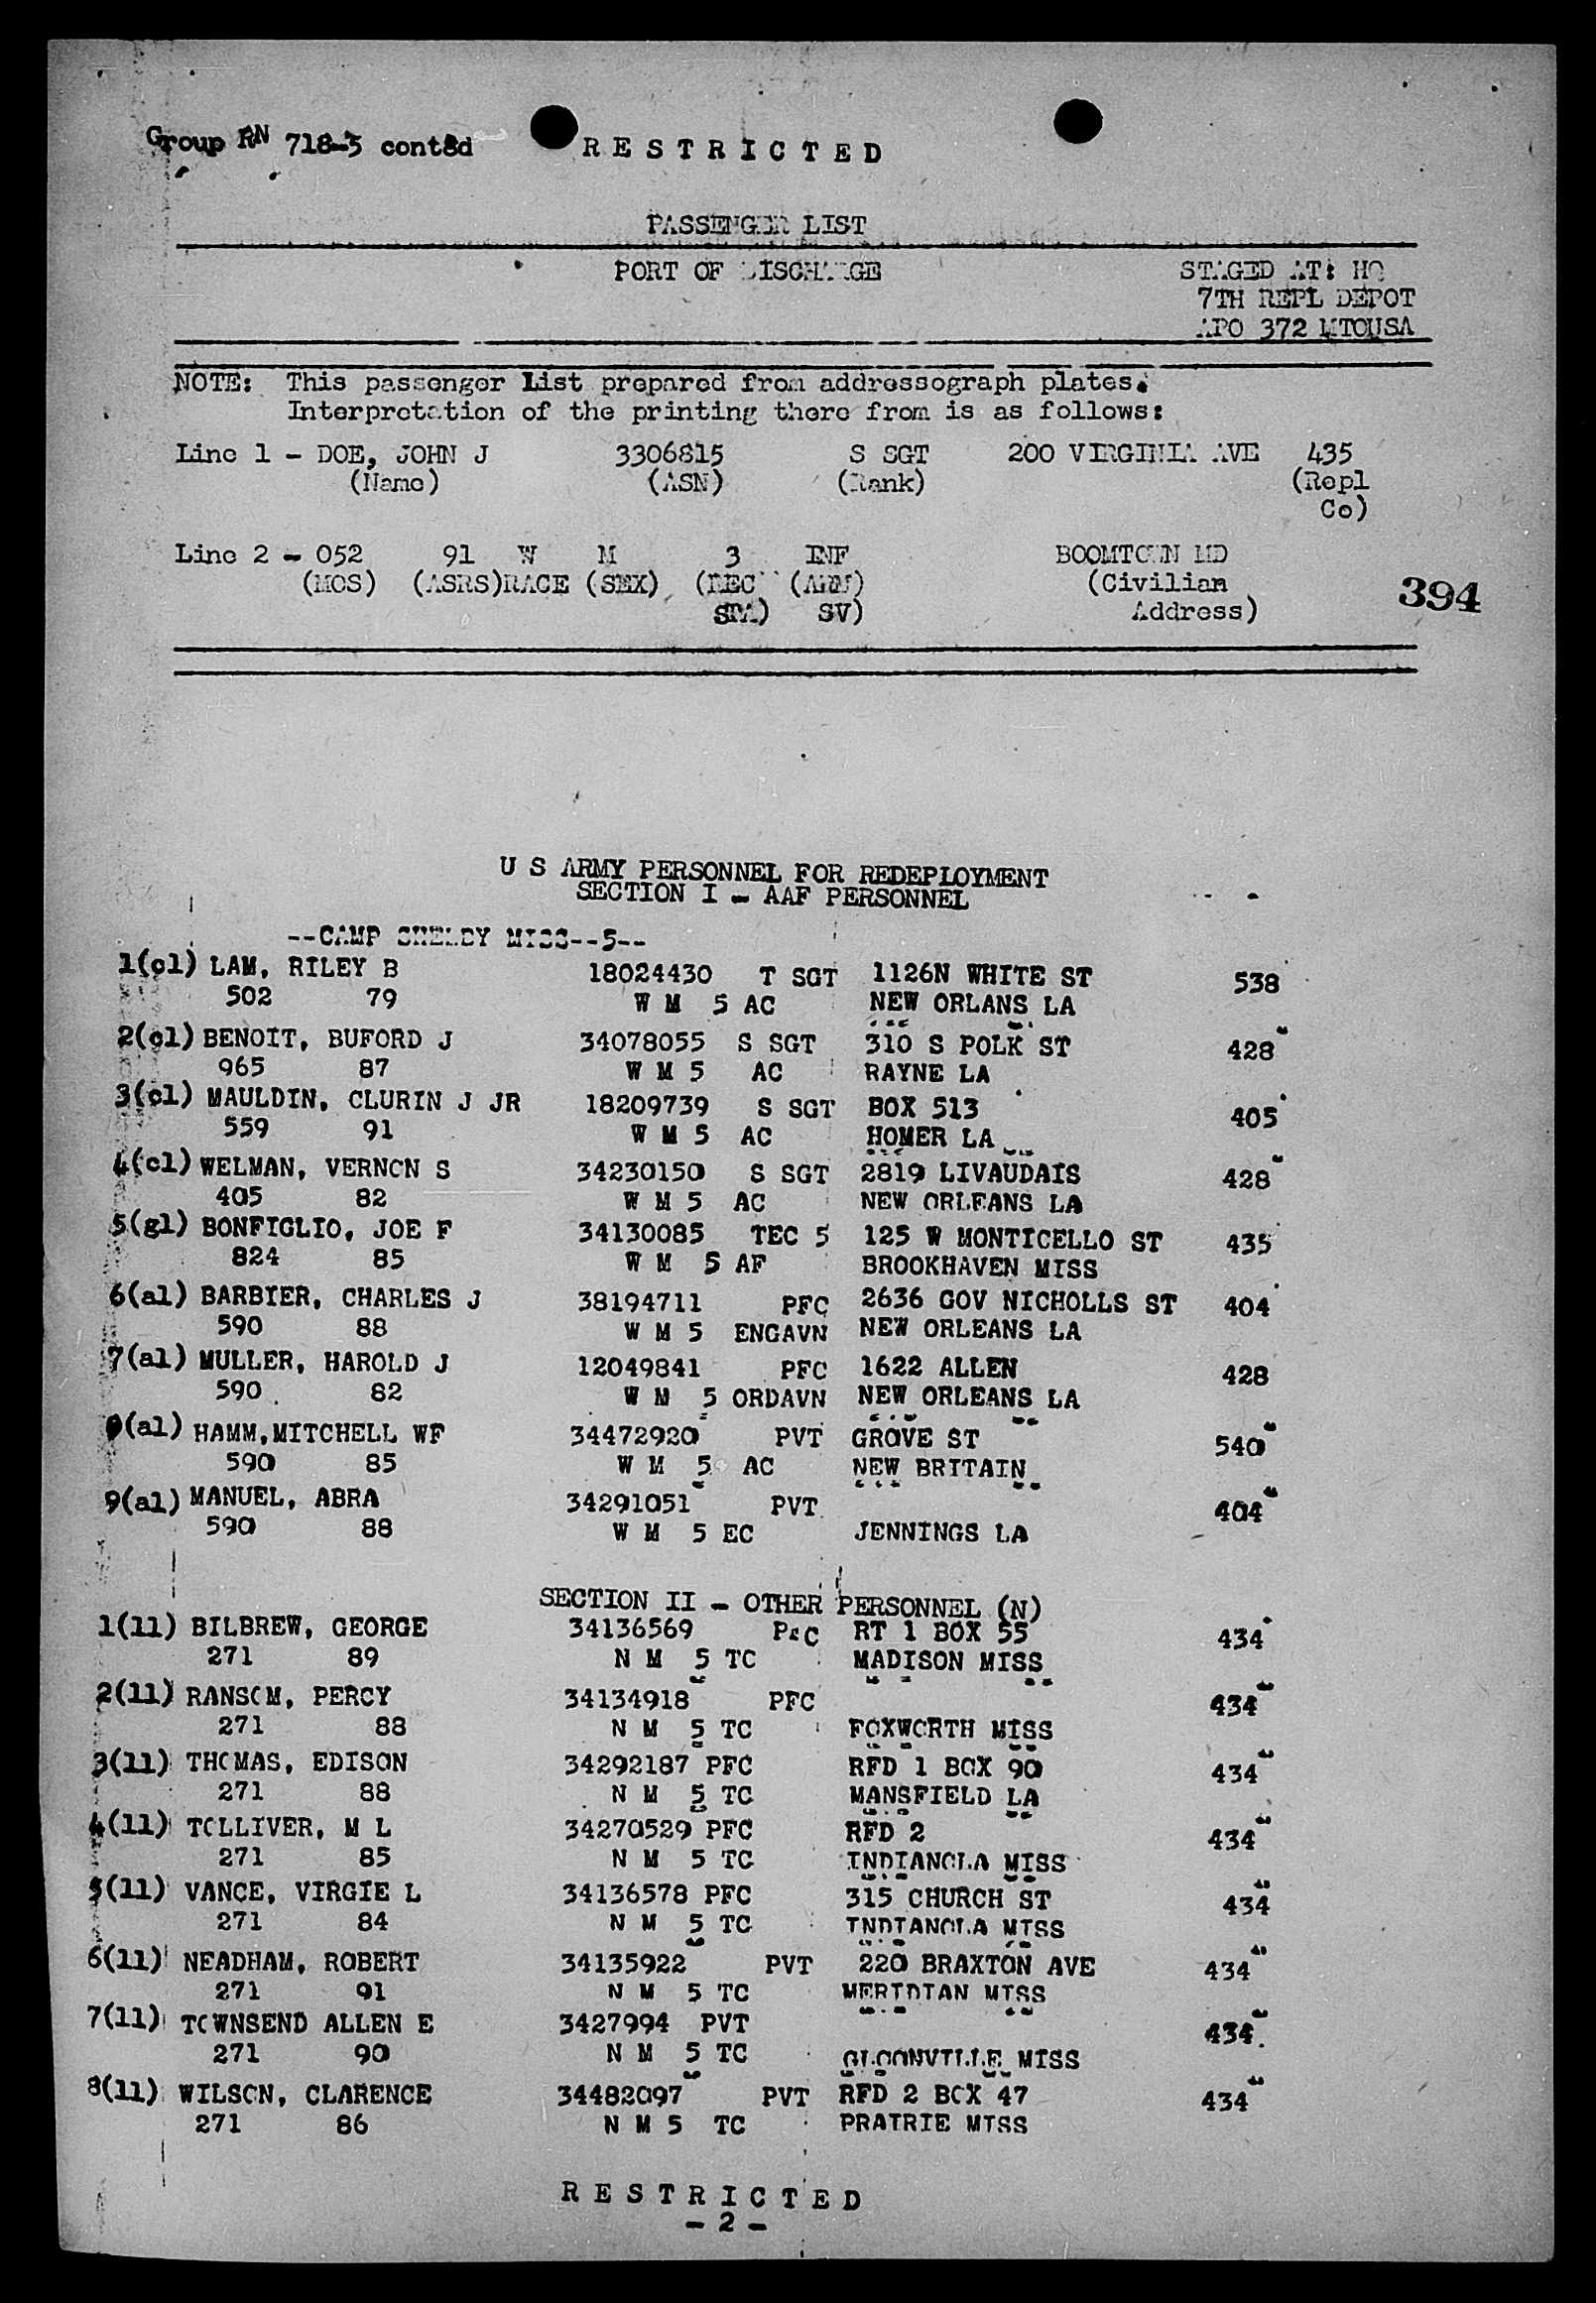 Group RN 718-5 contd RESTRICTED
PASSENGER LIST
PORT OF DISCHARGE STAGED AT: HQ
7TH REPL DEPOT
APO 372 MTOUSA
NOTE: This passenger List prepared from addressograph plates.
Interpretation of the printing there from is as follows:
Line 1 - DOE, JOHN J 3306815 S SGT 200 VIRGINIA AVE 435
(Name) (ASN) (Rank) (Repl
Co)
Line 2 - 052 91 W M 3 INF BOOMTOWN MD
(MOS) (ASRS)RACE (SEX) (REC (ARM) (Civilian 394
STA) SV) Address)
U S ARMY PERSONNEL FOR REDEPLOYMENT
SECTION I - AAF PERSONNEL
--CAMP SHELBY MISS--5--
1(cl) LAM, RILEY B 18024430 T SGT 1126N WHITE ST 538
502 79 W M 5 AC NEW ORLANS LA
2(cl) BENOIT, BUFORD J 34078055 S SGT 310 S POLK ST 428
965 87 W M 5 AC RAYNE LA
3(cl) MAULDIN, CLURIN J JR 18209739 S SGT BOX 513 405
559 91 W M 5 AC HOMER LA
4(cl) WELMAN, VERNON S 34230150 S SGT 2819 LIVAUDAIS 428
405 82 W M 5 AC NEW ORLEANS LA
5(gl) BONFIGLIO, JOE F 34130085 TEC 5 125 W MONTICELLO ST 435
824 85 W M 5 AF BROOKHAVEN MISS
6(al) BARBIER, CHARLES J 38194711 PFC 2636 GOV NICHOLLS ST 404
590 88 W M 5 ENGAVN NEW ORLEANS LA
7(al) MULLER, HAROLD J 12049841 PFC 1622 ALLEN 428
590 82 W M 5 ORDAVN NEW ORLEANS LA
(al) HAMM,MITCHELL WF 34472920 PVT GROVE ST 540
590 85 W M 5 AC NEW BRITAIN
9(al) MANUEL, ABRA 34291051 PVT 404
590 88 W M 5 EC JENNINGS LA
SECTION II - OTHER PERSONNEL (N)
1(11) BILBREW, GEORGE 34136569 PFC RT 1 BOX 55 434
271 89 N M 5 TC MADISON MISS
2(11) RANSOM, PERCY 34134918 PFC 434
271 88 N M 5 TC FOXWORTH MISS
3(11) THOMAS, EDISON 34292187 PFC RFD 1 BOX 90 434
271 88 N M 5 TC MANSFIELD LA
4(11) TOLLIVER, M L 34270529 PFC RFD 2 434
271 85 N M 5 TC INDIANOLA MISS
5(11) VANCE, VIRGIE L 34136578 PFC 315 CHURCH ST 434
271 84 N M 5 TC INDIANOLA MISS
6(11) NEADHAM, ROBERT 34135922 PVT 220 BRAXTON AVE 434
271 91 N M 5 TC MERIDIAN MISS
7(11) TOWNSEND ALLEN E 3427994 PVT 434
271 90 N M 5 TC MISS
8(11) WILSON, CLARENCE 34482097 PVT RFD 2 BOX 47 434
271 86 N M 5 TC PRAIRIE MISS
RESTRICTED
- 2 -